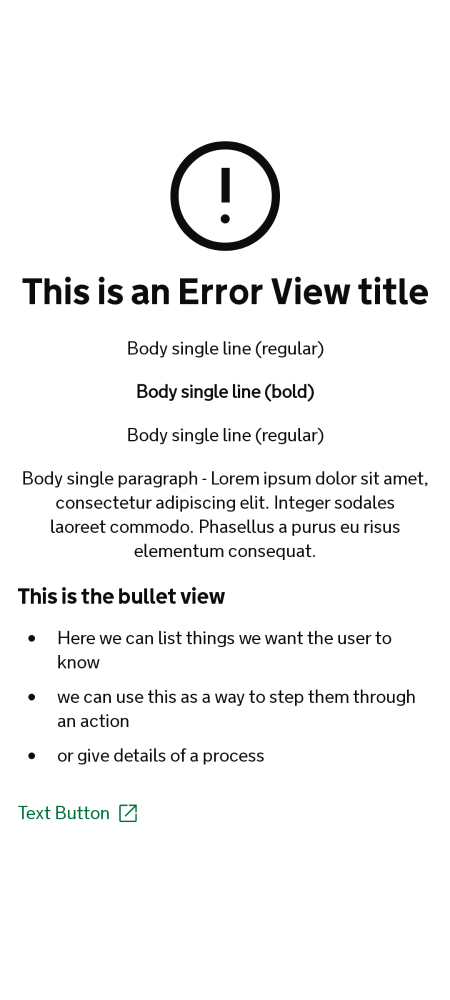 This is an Error View title
Body single line (regular)
Body single line (bold)
Body single line (regular)
Body single paragraph - Lorem ipsum dolor sit amet,
consectetur adipiscing elit. Integer sodales
laoreet commodo. Phasellus a purus eu risus
elementum consequat.
This is the bullet view
• Here we can list things we want the user to
know
• we can use this as a way to step them through
an action
• or give details of a process
Text Button